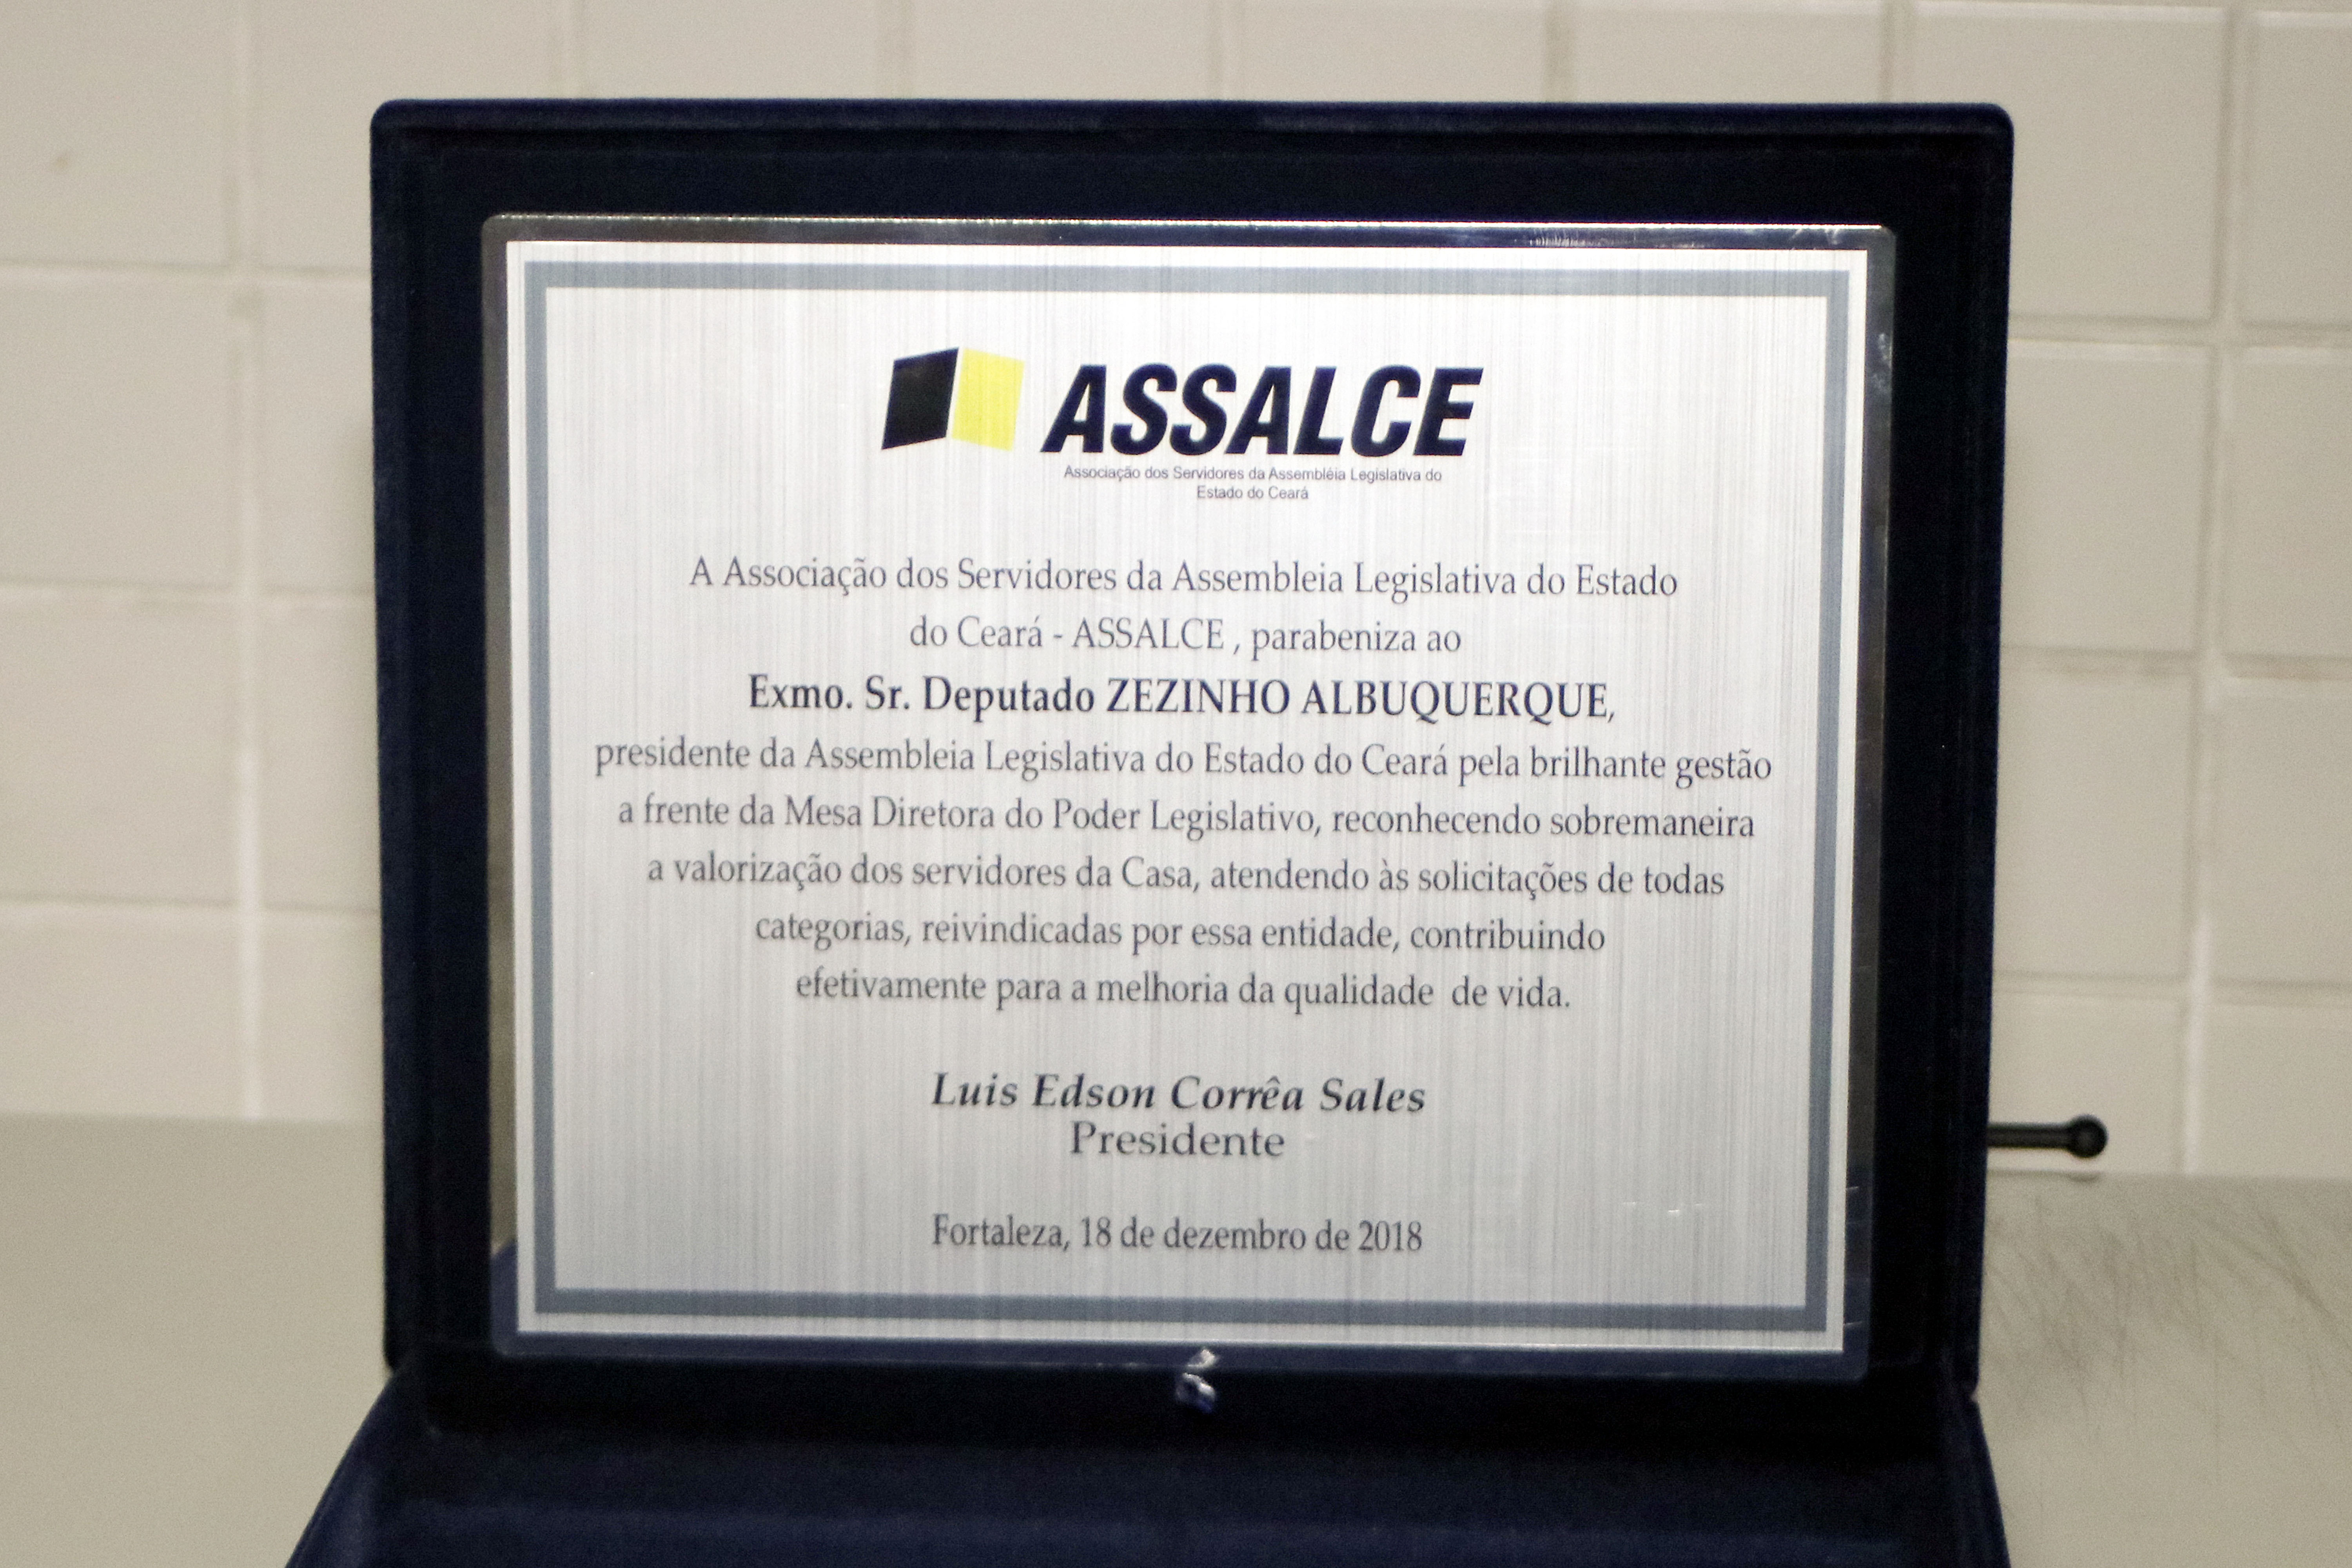 ASSALCE
Associação dos Servidores da Assembléia Legislativa do
Estado do Ceará
A Associação dos Servidores da Assembleia Legislativa do Estado
do Ceará - ASSALCE , parabeniza ao
Exmo. Sr. Deputado ZEZINHO ALBUQUERQUE,
presidente da Assembleia Legislativa do Estado do Ceará pela brilhante gestão
a frente da Mesa Diretora do Poder Legislativo, reconhecendo sobremaneira
a valorização dos servidores da Casa, atendendo às solicitações de todas
categorias, reivindicadas por essa entidade, contribuindo
efetivamente para a melhoria da qualidade de vida.
Luis Edson Corrêa Sales
Presidente
Fortaleza, 18 de dezembro de 2018